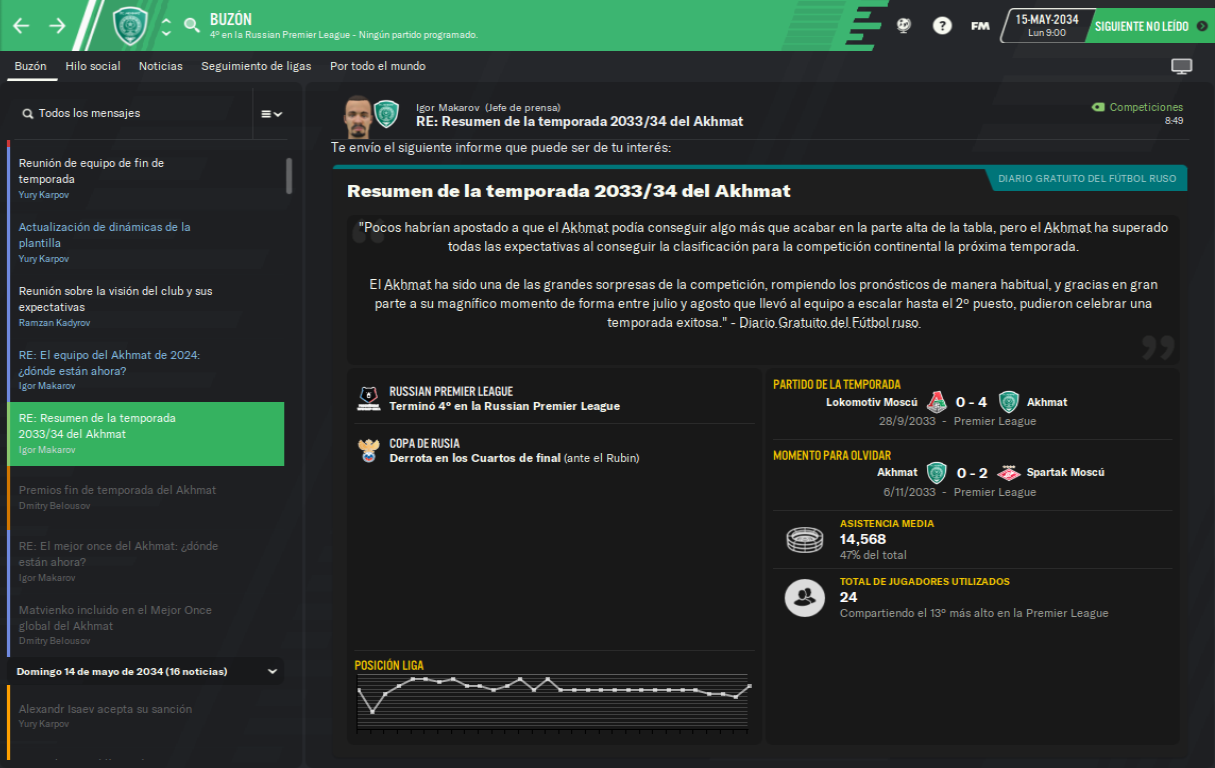 BUZÓN
4º en la Russian Premier League - Ningún partido programado.
FM
15-MAY-2034
Lun 9:00
SIGUIENTE NO LEÍDO
Buzón
Hilo social
Noticias
Seguimiento de ligas
Por todo el mundo
Todos los mensajes
Reunión de equipo de fin de
temporada
Yury Karpov
Actualización de dinámicas de la
plantilla
Yury Karpov
Reunión sobre la visión del club y sus
expectativas
Ramzan Kadyrov
RE: El equipo del Akhmat de 2024:
¿dónde están ahora?
Igor Makarov
RE: Resumen de la temporada
2033/34 del Akhmat
Igor Makarov
Premios fin de temporada del Akhmat
Dmitry Belousov
RE: El mejor once del Akhmat: ¿dónde
están ahora?
Igor Makarov
Matvienko incluido en el Mejor Once
global del Akhmat
Dmitry Belousov
Domingo 14 de mayo de 2034 (16 noticias)
Alexandr Isaev acepta su sanción
Yury Karpov
Igor Makarov (Jefe de prensa)
RE: Resumen de la temporada 2033/34 del Akhmat
Competiciones
8:49
Te envío el siguiente informe que puede ser de tu interés:
DIARIO GRATUITO DEL FÚTBOL RUSO
Resumen de la temporada 2033/34 del Akhmat
"Pocos habrían apostado a que el Akhmat podía conseguir algo más que acabar en la parte alta de la tabla, pero el Akhmat ha superado
todas las expectativas al conseguir la clasificación para la competición continental la próxima temporada.
El Akhmat ha sido una de las grandes sorpresas de la competición, rompiendo los pronósticos de manera habitual, y gracias en gran
parte a su magnífico momento de forma entre julio y agosto que llevó al equipo a escalar hasta el 2º puesto, pudieron celebrar una
temporada exitosa." - Diario Gratuito del Fútbol ruso.
RUSSIAN PREMIER LEAGUE
Terminó 4º en la Russian Premier League
COPA DE RUSIA
Derrota en los Cuartos de final (ante el Rubin)
POSICIÓN LIGA
PARTIDO DE LA TEMPORADA
Lokomotiv Moscú 0 - 4 Akhmat
28/9/2033 - Premier League
MOMENTO PARA OLVIDAR
Akhmat 0 - 2 Spartak Moscú
6/11/2033 - Premier League
ASISTENCIA MEDIA
14,568
47% del total
TOTAL DE JUGADORES UTILIZADOS
24
Compartiendo el 13º más alto en la Premier League